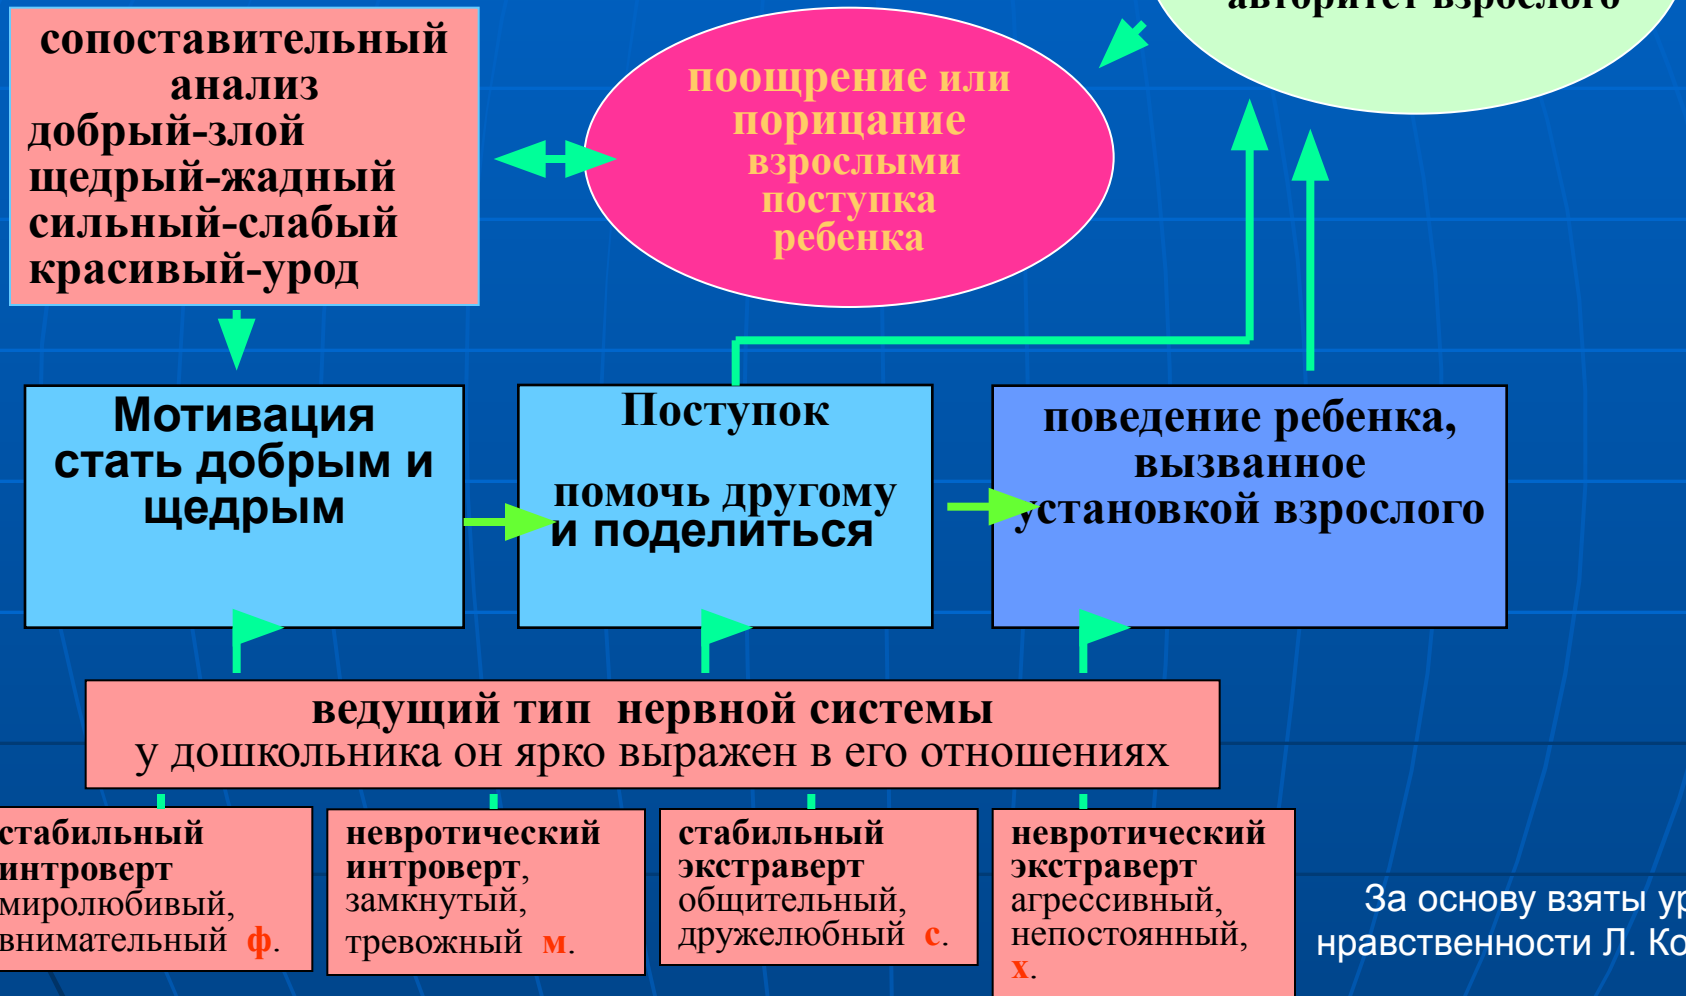 авторитет взрослого
сопоставительный
анализ
добрый-злой
щедрый-жадный
сильный-слабый
красивый-урод
поощрение или
порицание
взрослыми
поступка
ребенка
Мотивация
стать добрым и
щедрым
Поступок
помочь другому
и поделиться
поведение ребенка,
вызванное
установкой взрослого
ведущий тип нервной системы
у дошкольника он ярко выражен в его отношениях
стабильный
интроверт
миролюбивый,
внимательный ф.
невротический
интроверт,
замкнутый,
тревожный м.
стабильный
экстраверт
общительный,
дружелюбный с.
невротический
экстраверт
агрессивный,
непостоянный,
х.
За основу взяты
нравственности Л.